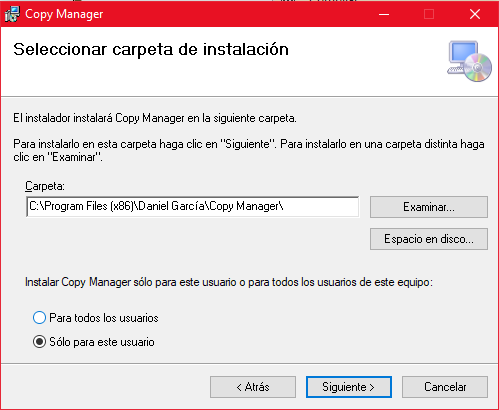 Copy Manager
Seleccionar carpeta de instalación
El instalador instalará Copy Manager en la siguiente carpeta.
Para instalarlo en esta carpeta haga clic en "Siguiente". Para instalarlo en una carpeta distinta haga
clic en "Examinar".
Carpeta:
C:\Program Files (x86)\Daniel García\Copy Manager\
Examinar...
Espacio en disco...
Instalar Copy Manager sólo para este usuario o para todos los usuarios de este equipo:
Para todos los usuarios
Sólo para este usuario
< Atrás
Siguiente >
Cancelar